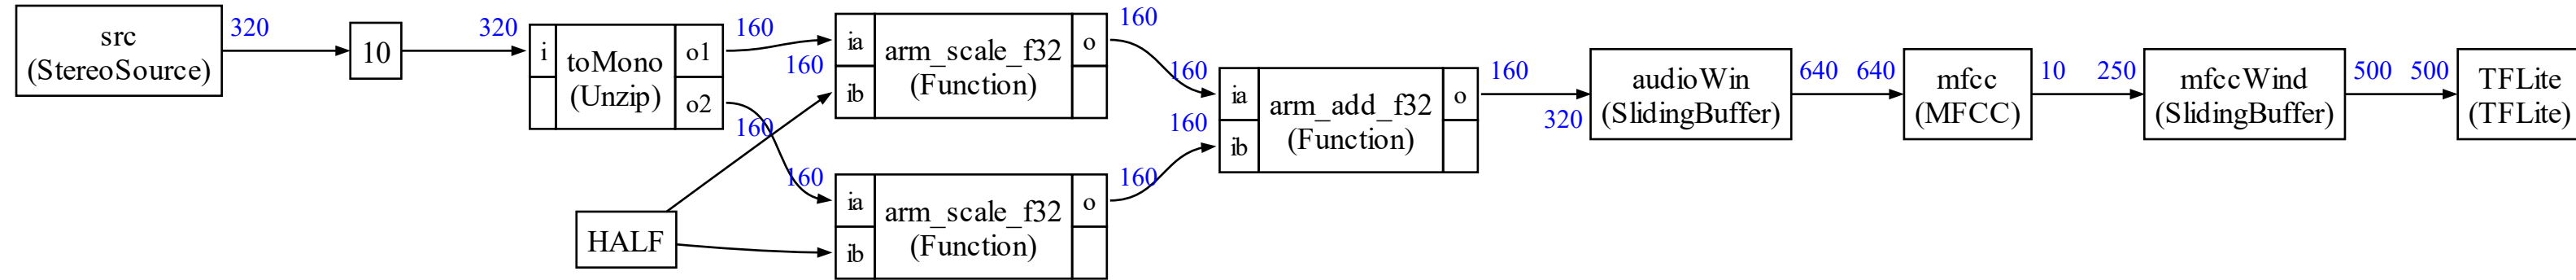 src
(StereoSource)
320
10
320
i
toMono
(Unzip)
o1
o2
160
160
HALF
160
ia
ib
arm_scale_f32
(Function)
o
160
160
ia
ib
arm_scale_f32
(Function)
o
160
160
160
ia
ib
arm_add_f32
(Function)
o
160
320
audioWin
(SlidingBuffer)
640
640
mfcc
(MFCC)
10
250
mfccWind
(SlidingBuffer)
500
500
TFLite
(TFLite)